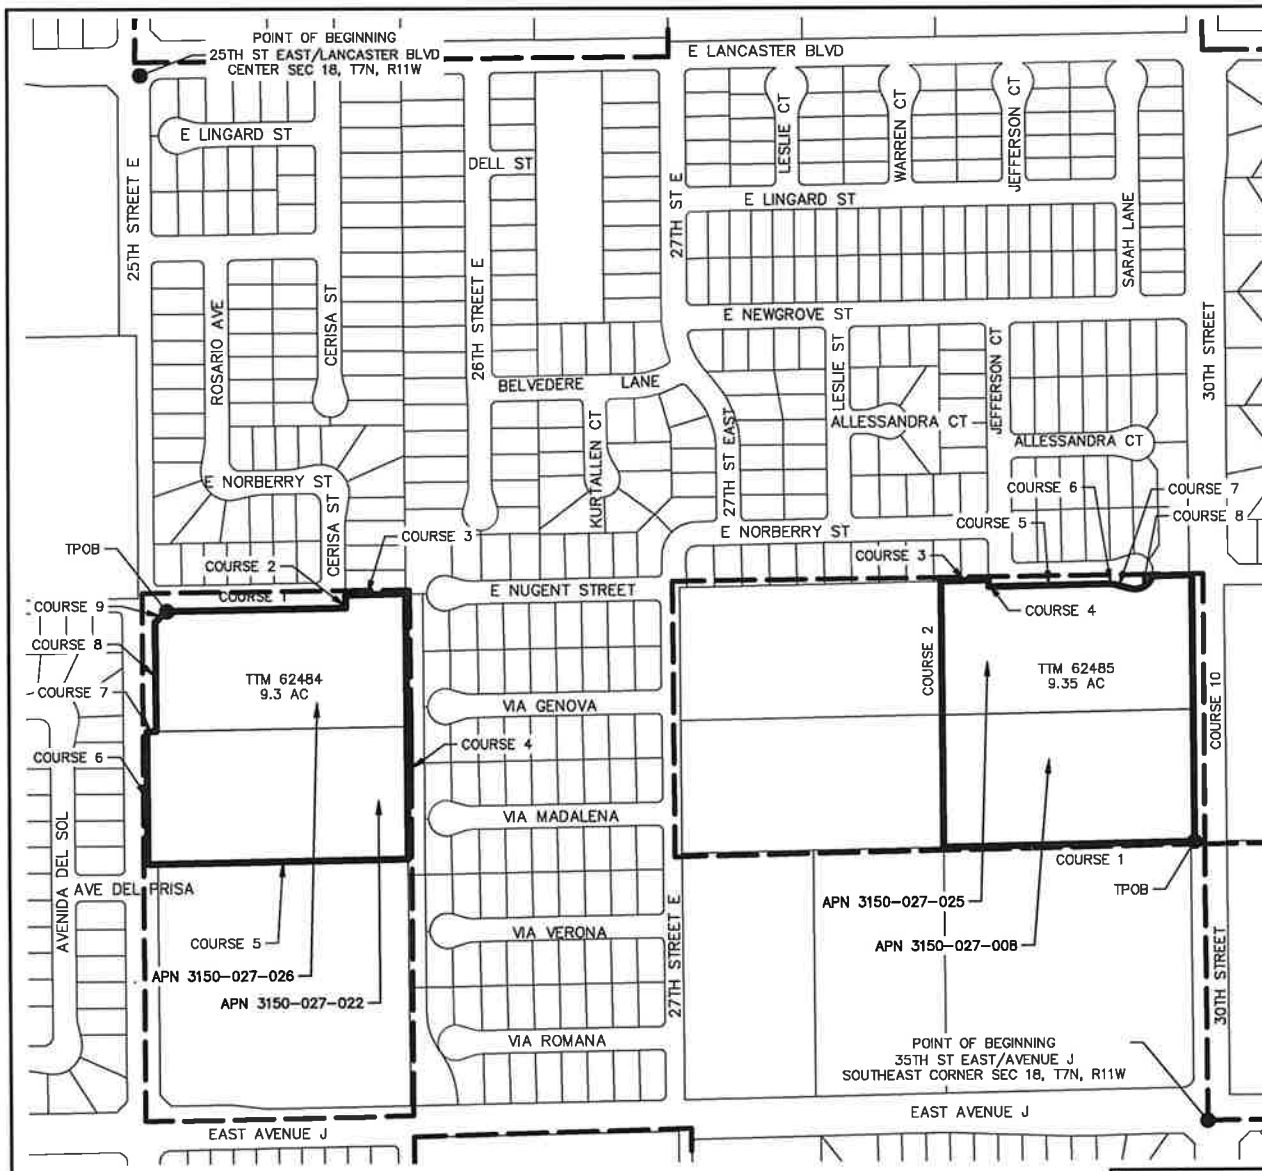 POINT OF BEGINNING
25TH ST EAST/LANCASTER BLVD
CENTER SEC 18, T7N, R11W
E LANCASTER BLVD
E LINGARD ST
DELL ST
LESLIE CT
WARREN CT
JEFFERSON CT
E LINGARD ST
25TH STREET E
27TH ST E
SARAH LANE
ROSARIO AVE
CERISA ST
26TH STREET E
E NEWGROVE ST
30TH STREET
BELVEDERE LANE
LESLIE ST
JEFFERSON CT
ALLESSANDRA CT
ALLESSANDRA CT
KURTALLEN CT
27TH ST EAST
E NORBERRY ST
CERISA ST
E NORBERRY ST
COURSE 6
COURSE 7
COURSE 5
COURSE 8
TPOB
COURSE 3
COURSE 2
COURSE 3
COURSE 1
E NUGENT STREET
COURSE 9
COURSE 4
COURSE 8
COURSE 2
TTM 62484
9.3 AC
TTM 62485
9.35 AC
COURSE 7
VIA GENOVA
COURSE 10
COURSE 4
COURSE 6
VIA MADALENA
AVENIDA DEL SOL
AVE DEL PRISA
COURSE 1
TPOB
APN 3150-027-025
COURSE 5
VIA VERONA
APN 3150-027-008
27TH STREET E
30TH STREET
APN 3150-027-026
APN 3150-027-022
VIA ROMANA
POINT OF BEGINNING
35TH ST EAST/AVENUE J
SOUTHEAST CORNER SEC 18, T7N, R11W
EAST AVENUE J
EAST AVENUE J